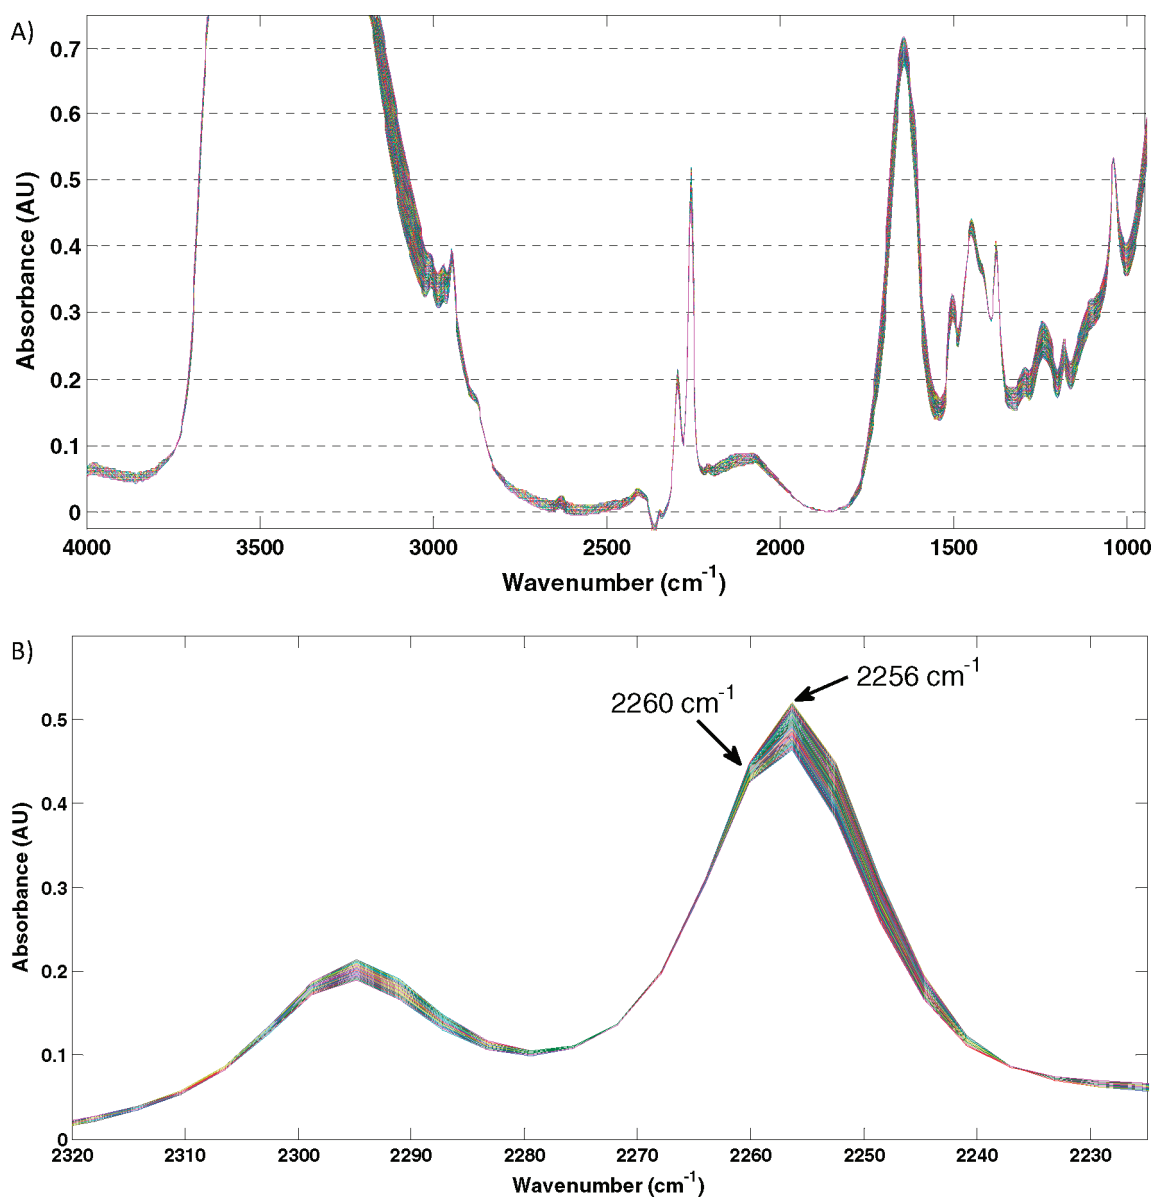 A)
0.7
0.6
0.5
0.4
0.3
0.2
0.1
0
Absorbance (AU)
4000 3500 3000 2500 2000 1500 1000
Wavenumber (cm⁻¹)
B)
2256 cm⁻¹
2260 cm⁻¹
0.5
0.4
0.3
0.2
0.1
0
Absorbance (AU)
2320 2310 2300 2290 2280 2270 2260 2250 2240 2230
Wavenumber (cm⁻¹)